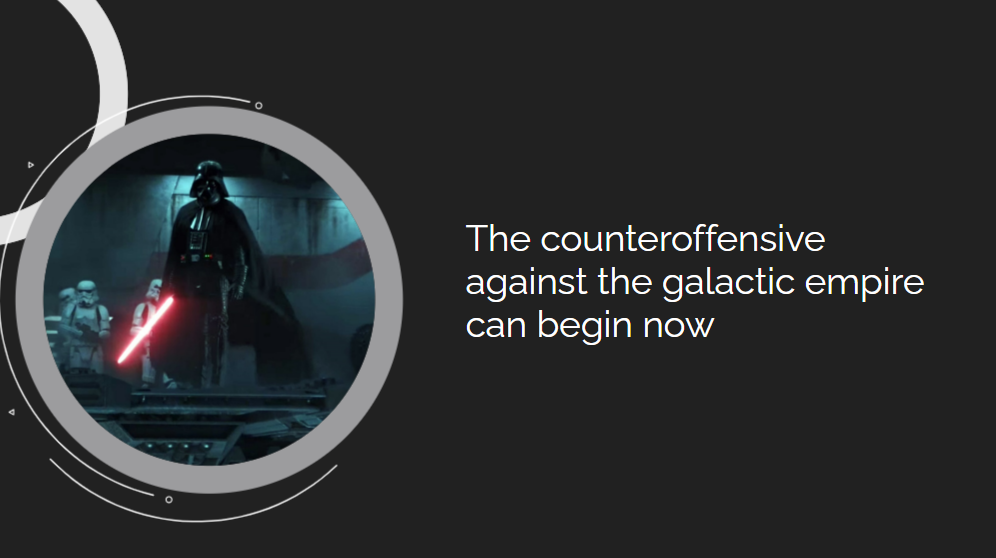 The counteroffensive
against the galactic empire
can begin now